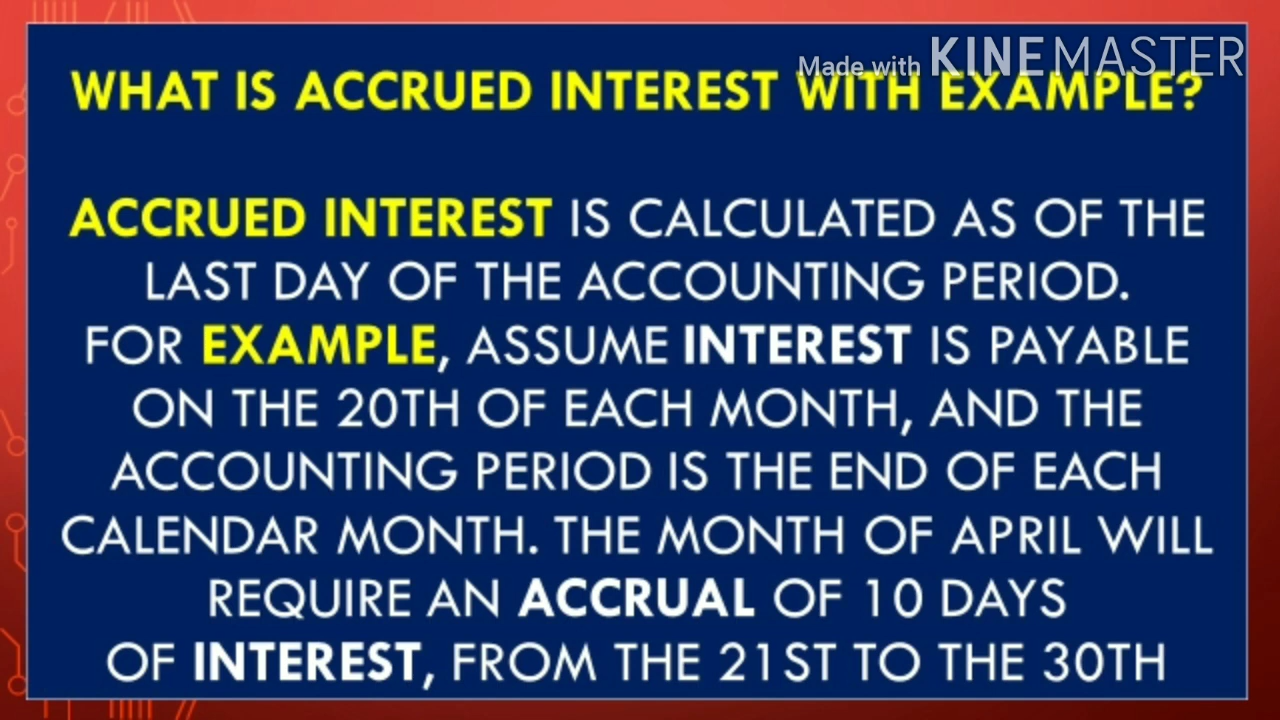 Made with KINEMASTER
WHAT IS ACCRUED INTEREST WITH EXAMPLE?
ACCRUED INTEREST IS CALCULATED AS OF THE
LAST DAY OF THE ACCOUNTING PERIOD.
FOR EXAMPLE, ASSUME INTEREST IS PAYABLE
ON THE 20TH OF EACH MONTH, AND THE
ACCOUNTING PERIOD IS THE END OF EACH
CALENDAR MONTH. THE MONTH OF APRIL WILL
REQUIRE AN ACCRUAL OF 10 DAYS
OF INTEREST, FROM THE 21ST TO THE 30TH